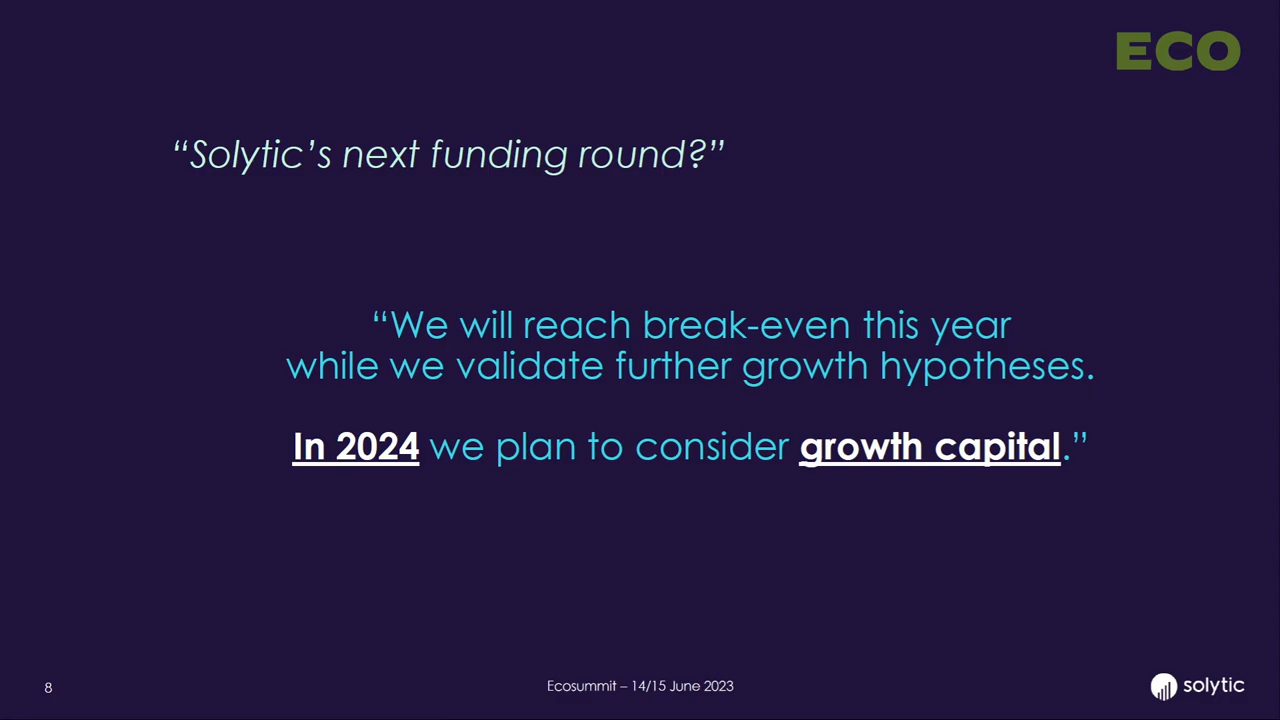 ECO
“Solytic’s next funding round?”
“We will reach break-even this year
while we validate further growth hypotheses.
In 2024 we plan to consider growth capital.”
8
Ecosummit – 14/15 June 2023
solytic